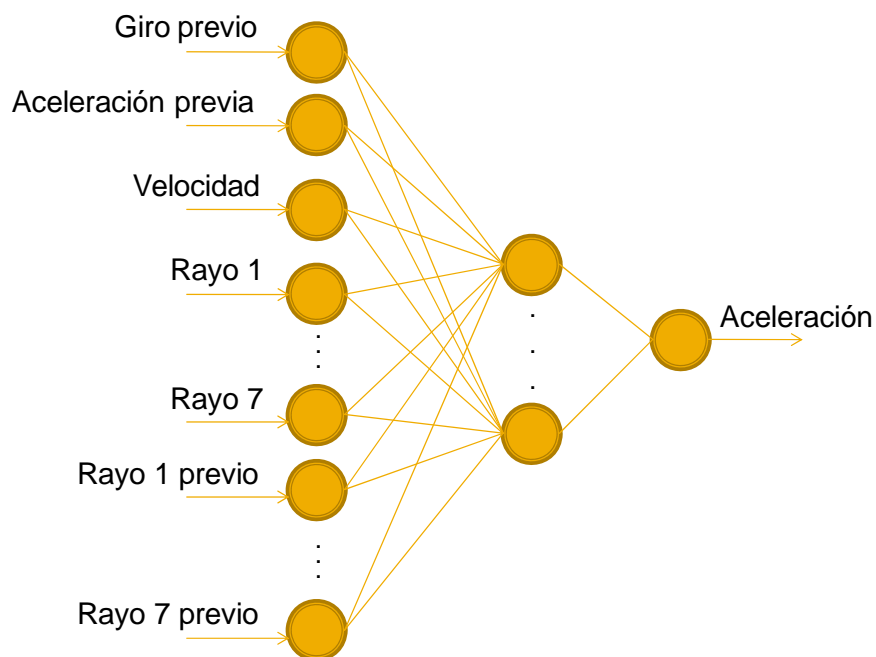 Giro previo
Aceleración previa
Velocidad
Rayo 1
Rayo 7
Rayo 1 previo
Rayo 7 previo
Aceleración